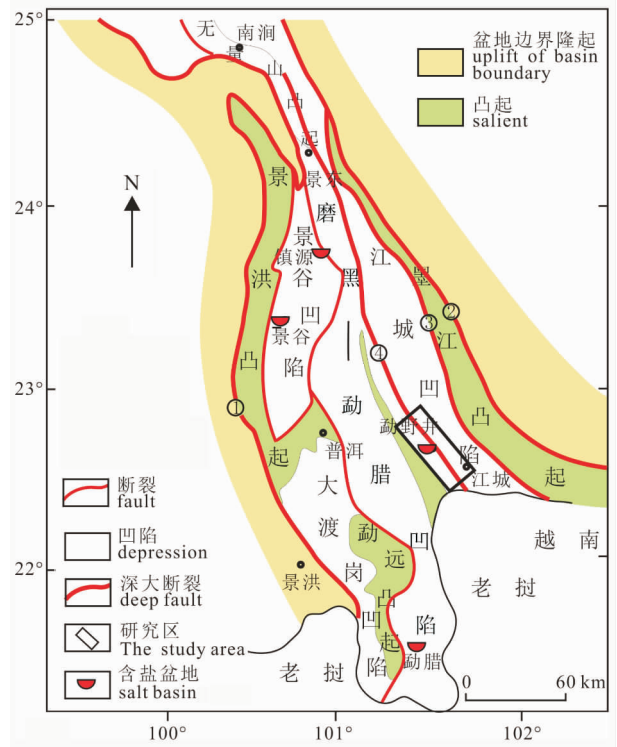 25°
24°
23°
22°
100°
101°
102°
N
盆地边界隆起
uplift of basin
boundary
凸起
salient
南涧
无量山凸起
景东
景洪凸起
镇源
景谷凹陷
景谷
磨黑
江城凹陷
墨江凸起
①
②
③
④
勐野井
江城
普洱
勐腊凹陷
大渡岗凹陷
勐远凸起
景洪
勐腊
越南
老挝
老挝
断裂
fault
凹陷
depression
深大断裂
deep fault
研究区
The study area
含盐盆地
salt basin
0 60 km